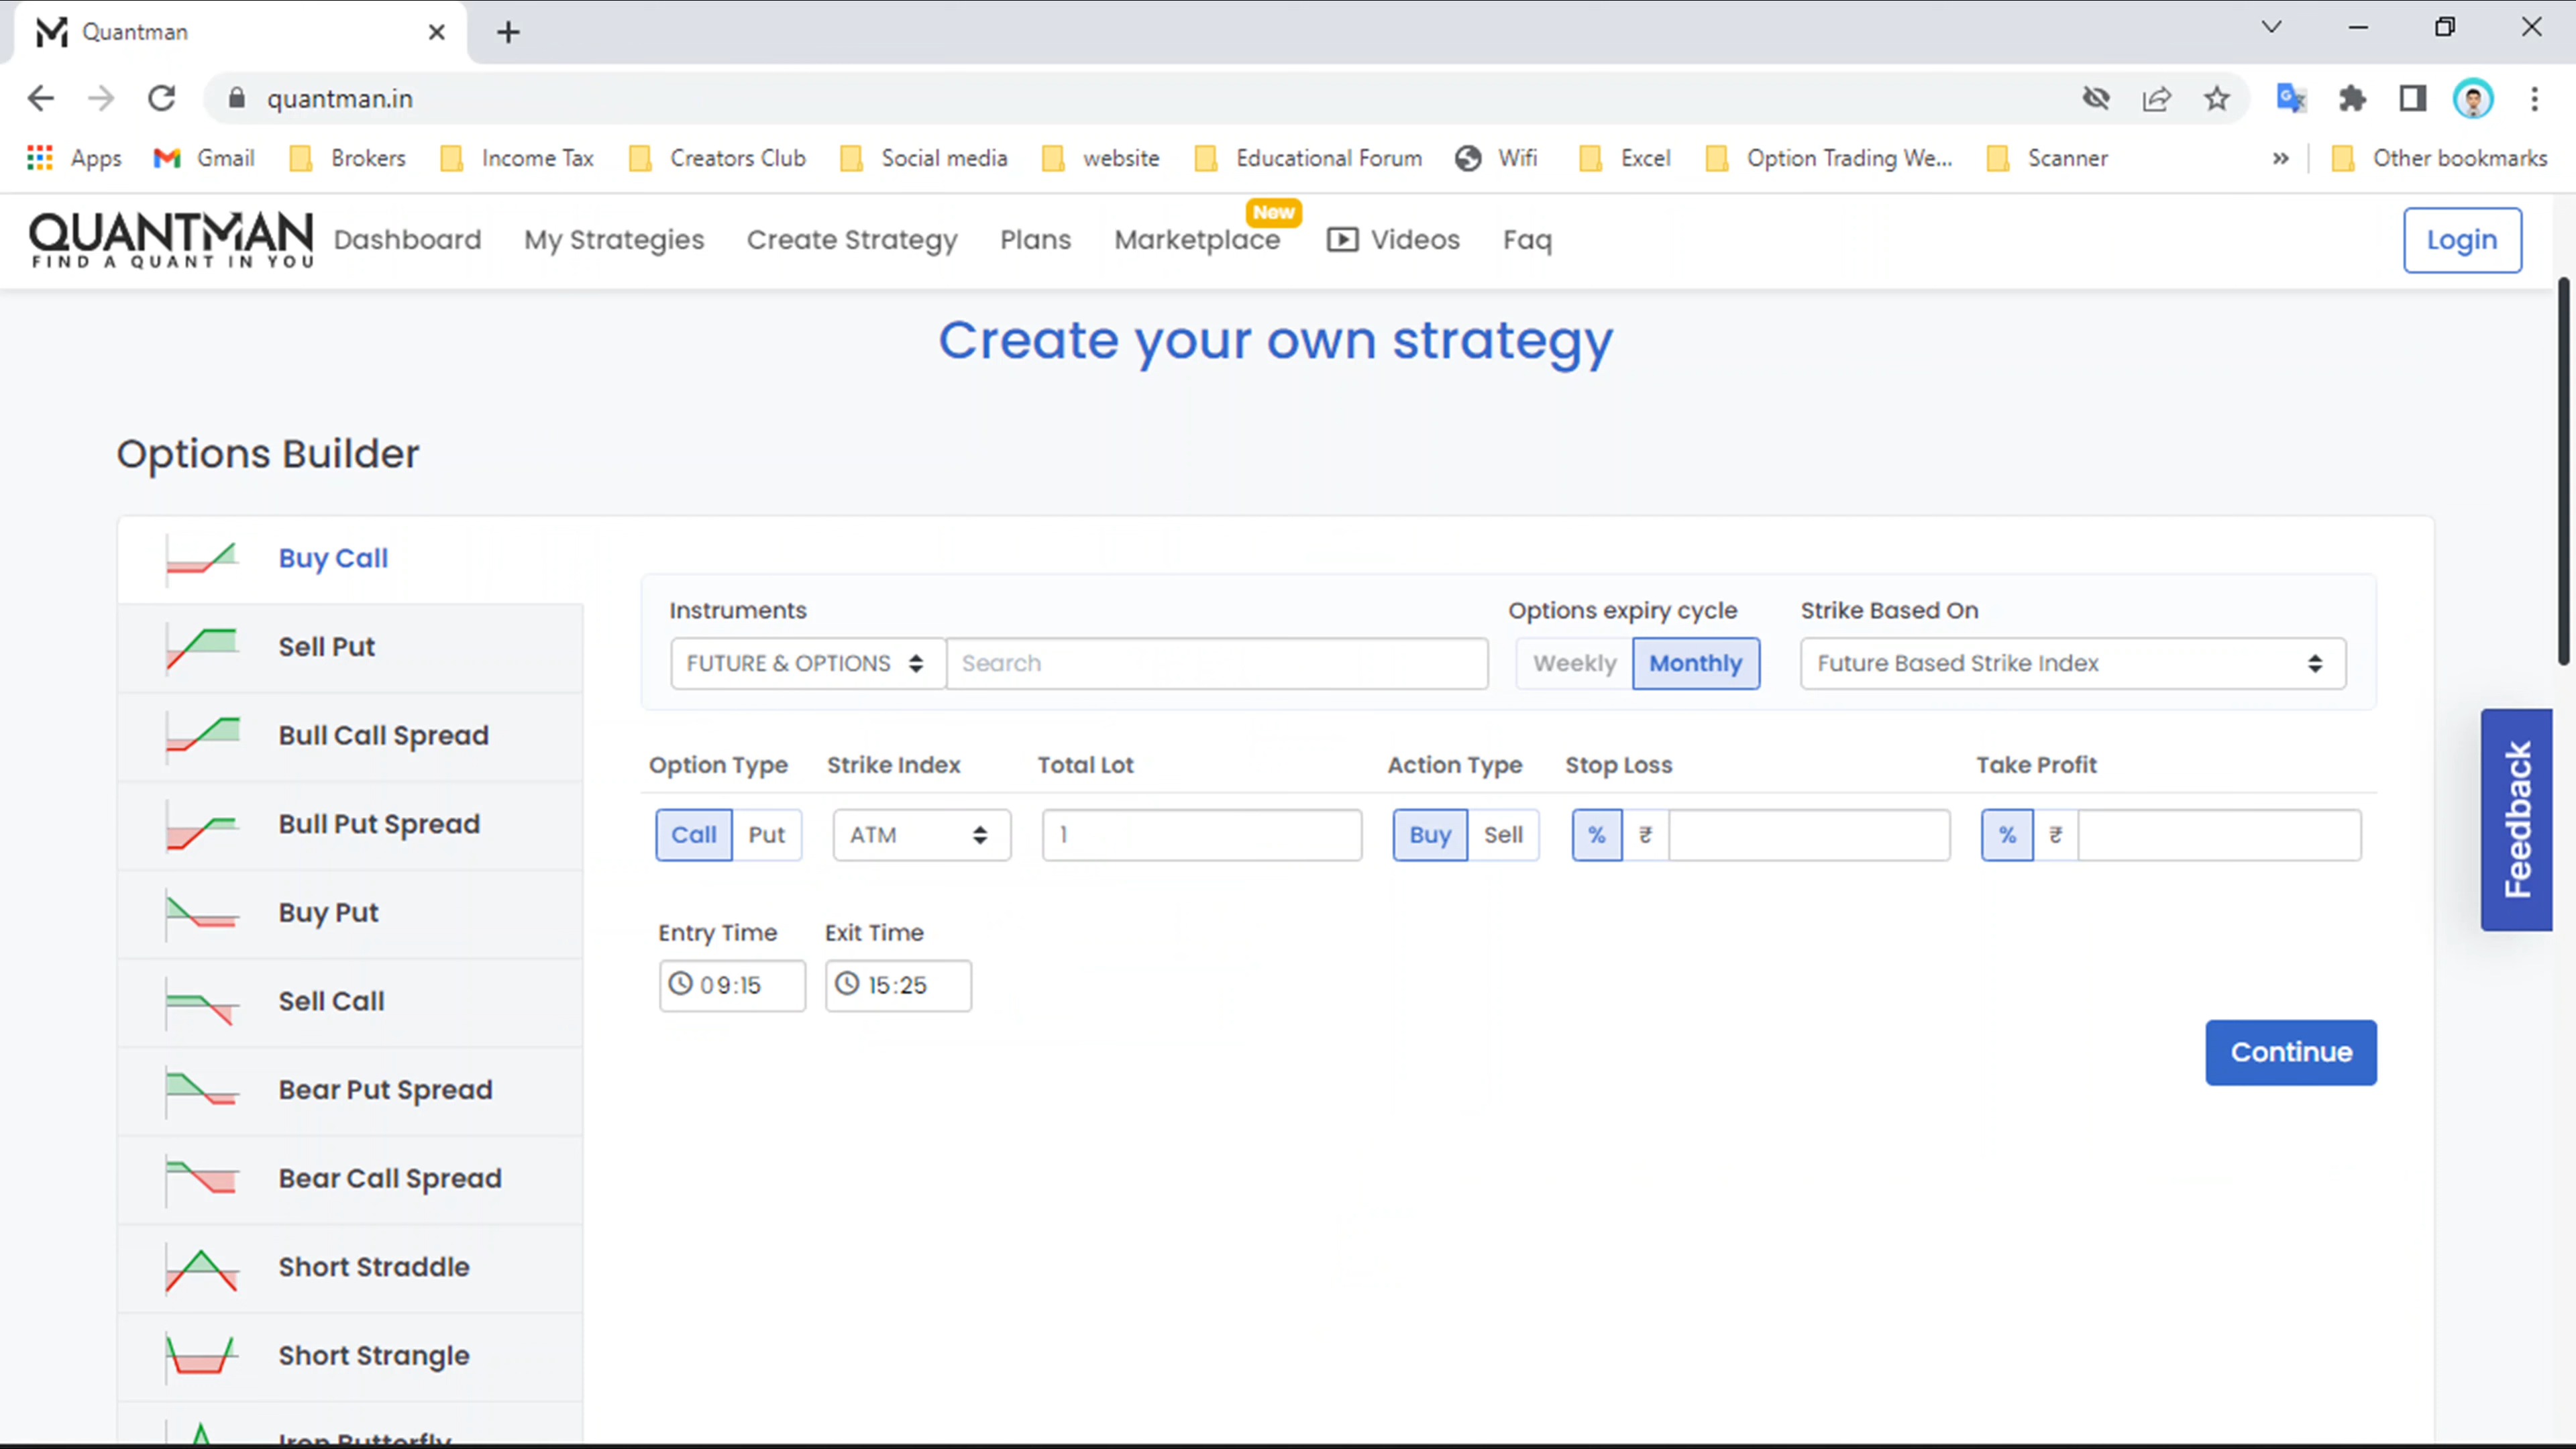 Quantman
quantman.in
Apps Gmail Brokers Income Tax Creators Club Social media website Educational Forum Wifi Excel Option Trading We... Scanner » Other bookmarks
QUANTMAN
FIND A QUANT IN YOU
Dashboard My Strategies Create Strategy Plans Marketplace New Videos Faq Login
Create your own strategy
Options Builder
Buy Call
Sell Put
Bull Call Spread
Bull Put Spread
Buy Put
Sell Call
Bear Put Spread
Bear Call Spread
Short Straddle
Short Strangle
Iron Butterfly
Instruments Options expiry cycle Strike Based On
FUTURE & OPTIONS Search Weekly Monthly Future Based Strike Index
Option Type Strike Index Total Lot Action Type Stop Loss Take Profit
Call Put ATM 1 Buy Sell % ₹ % ₹
Entry Time Exit Time
09:15 15:25
Continue
Feedback